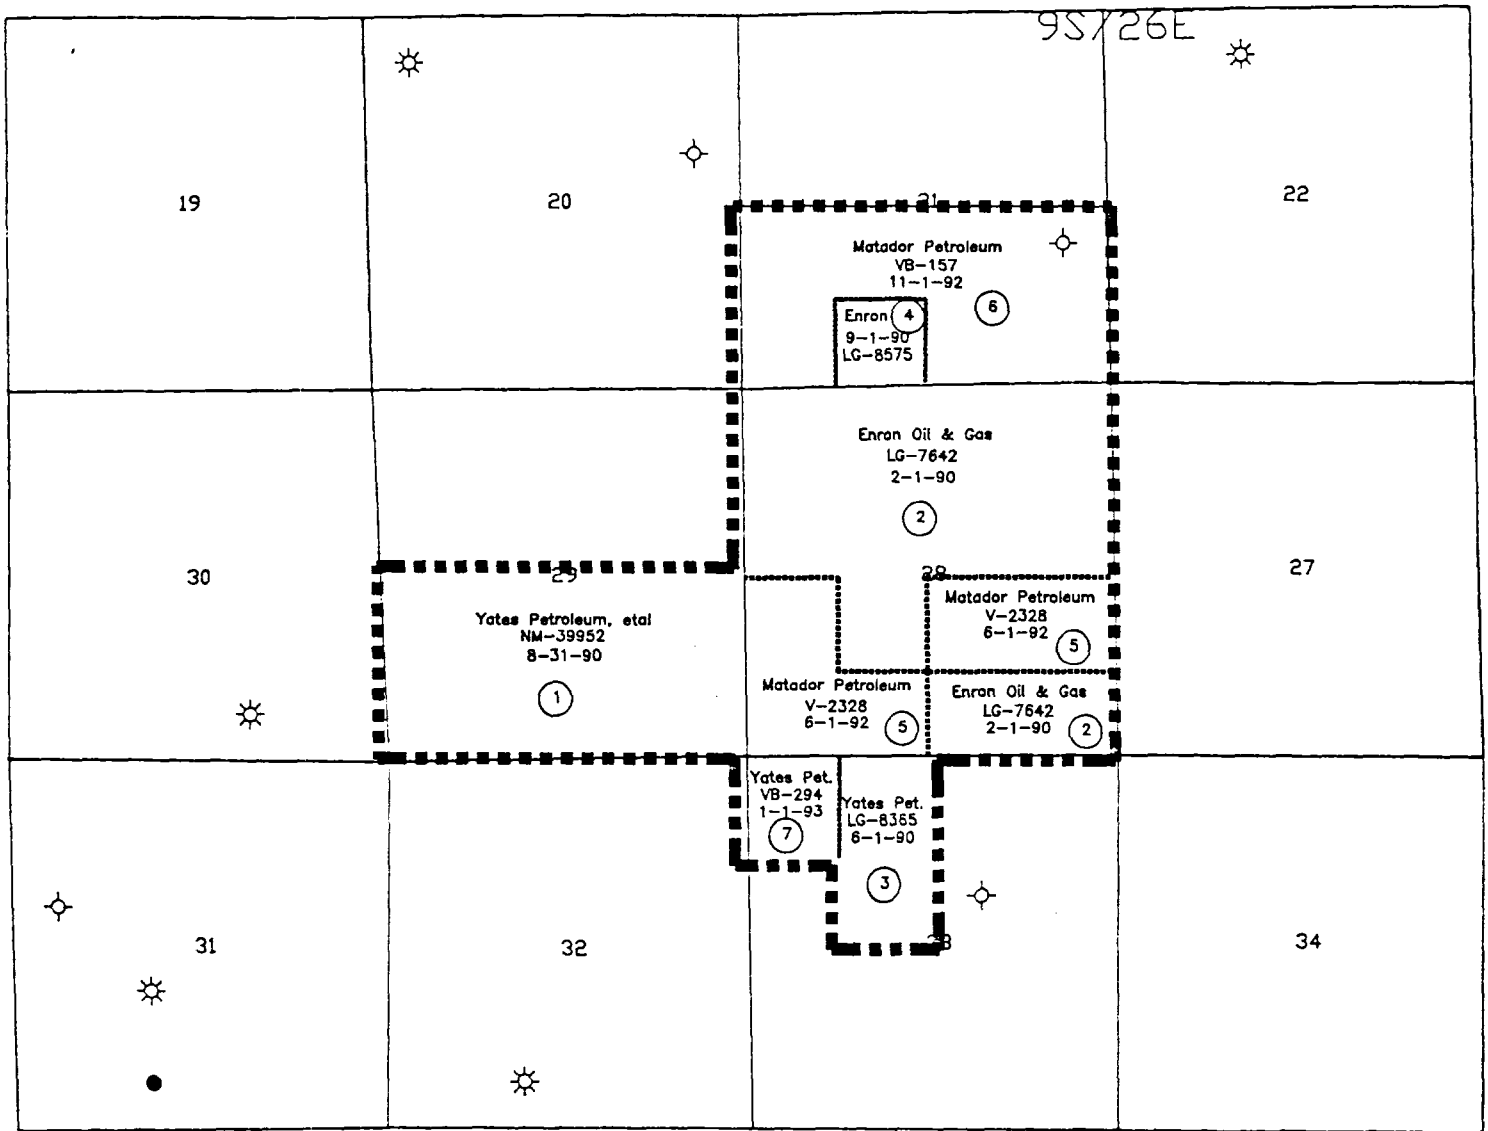 9S/26E
19
20
21
22
Matador Petroleum
VB-157
11-1-92
6
Enron 4
9-1-90
LG-8575
Enron Oil & Gas
LG-7642
2-1-90
2
30
29
28
27
Yates Petroleum, etal
NM-39952
8-31-90
1
Matador Petroleum
V-2328
6-1-92
5
Matador Petroleum
V-2328
6-1-92
5
Enron Oil & Gas
LG-7642
2-1-90
2
Yates Pet.
VB-294
1-1-93
7
Yates Pet.
LG-8365
6-1-90
3
31
32
33
34